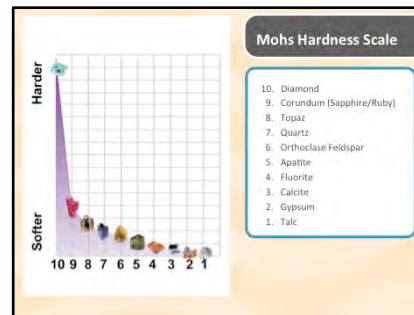 Mohs Hardness Scale
Harder
Softer
10 9 8 7 6 5 4 3 2 1
10. Diamond
9. Corundum (Sapphire/Ruby)
8. Topaz
7. Quartz
6. Orthoclase Feldspar
5. Apatite
4. Fluorite
3. Calcite
2. Gypsum
1. Talc